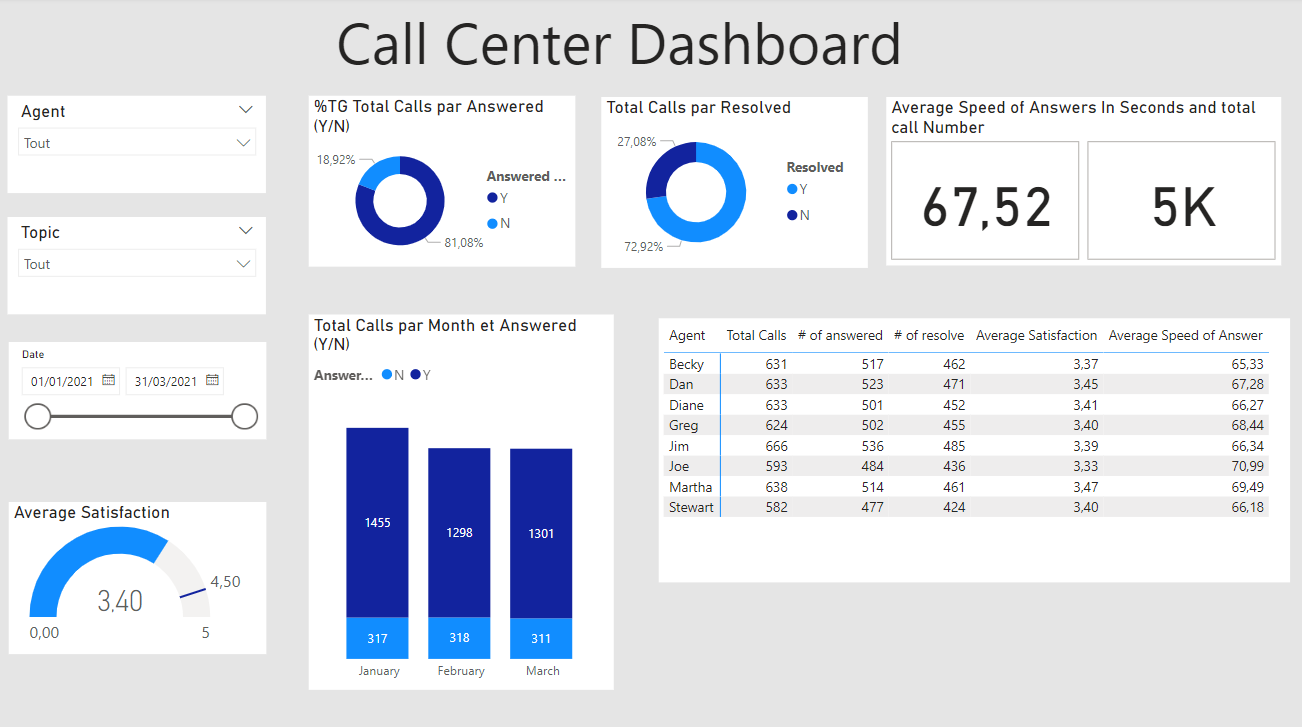 Call Center Dashboard
Agent
Tout
Topic
Tout
Date
01/01/2021 31/03/2021
Average Satisfaction
3,40
4,50
0,00 5
%TG Total Calls par Answered
(Y/N)
18,92%
81,08%
Answered ...
Y
N
Total Calls par Resolved
27,08%
72,92%
Resolved
Y
N
Average Speed of Answers In Seconds and total
call Number
67,52 5K
Total Calls par Month et Answered
(Y/N)
Answer... N Y
1455 1298 1301
317 318 311
January February March
Agent Total Calls # of answered # of resolve Average Satisfaction Average Speed of Answer
Becky 631 517 462 3,37 65,33
Dan 633 523 471 3,45 67,28
Diane 633 501 452 3,41 66,27
Greg 624 502 455 3,40 68,44
Jim 666 536 485 3,39 66,34
Joe 593 484 436 3,33 70,99
Martha 638 514 461 3,47 69,49
Stewart 582 477 424 3,40 66,18